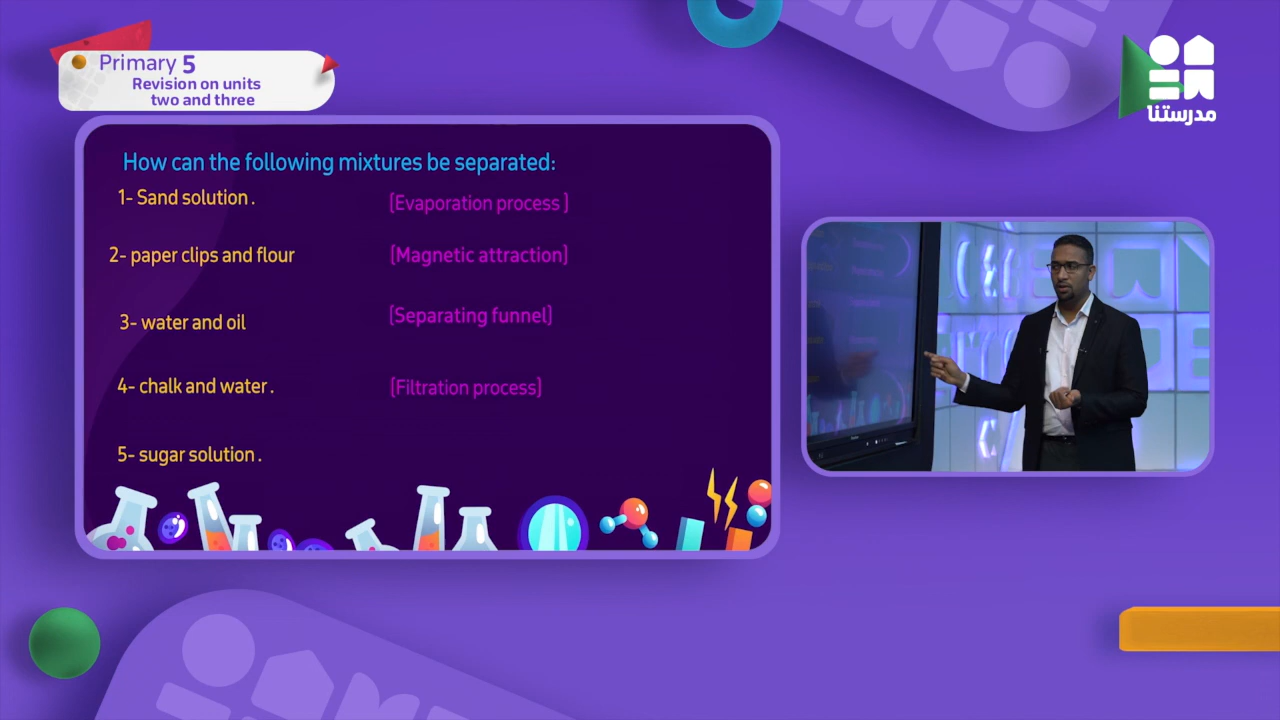 Primary 5
Revision on units
two and three
مدرستنا
How can the following mixtures be separated:
1- Sand solution .
[Evaporation process ]
2- paper clips and flour
[Magnetic attraction]
3- water and oil
[Separating funnel]
4- chalk and water .
[Filtration process]
5- sugar solution .